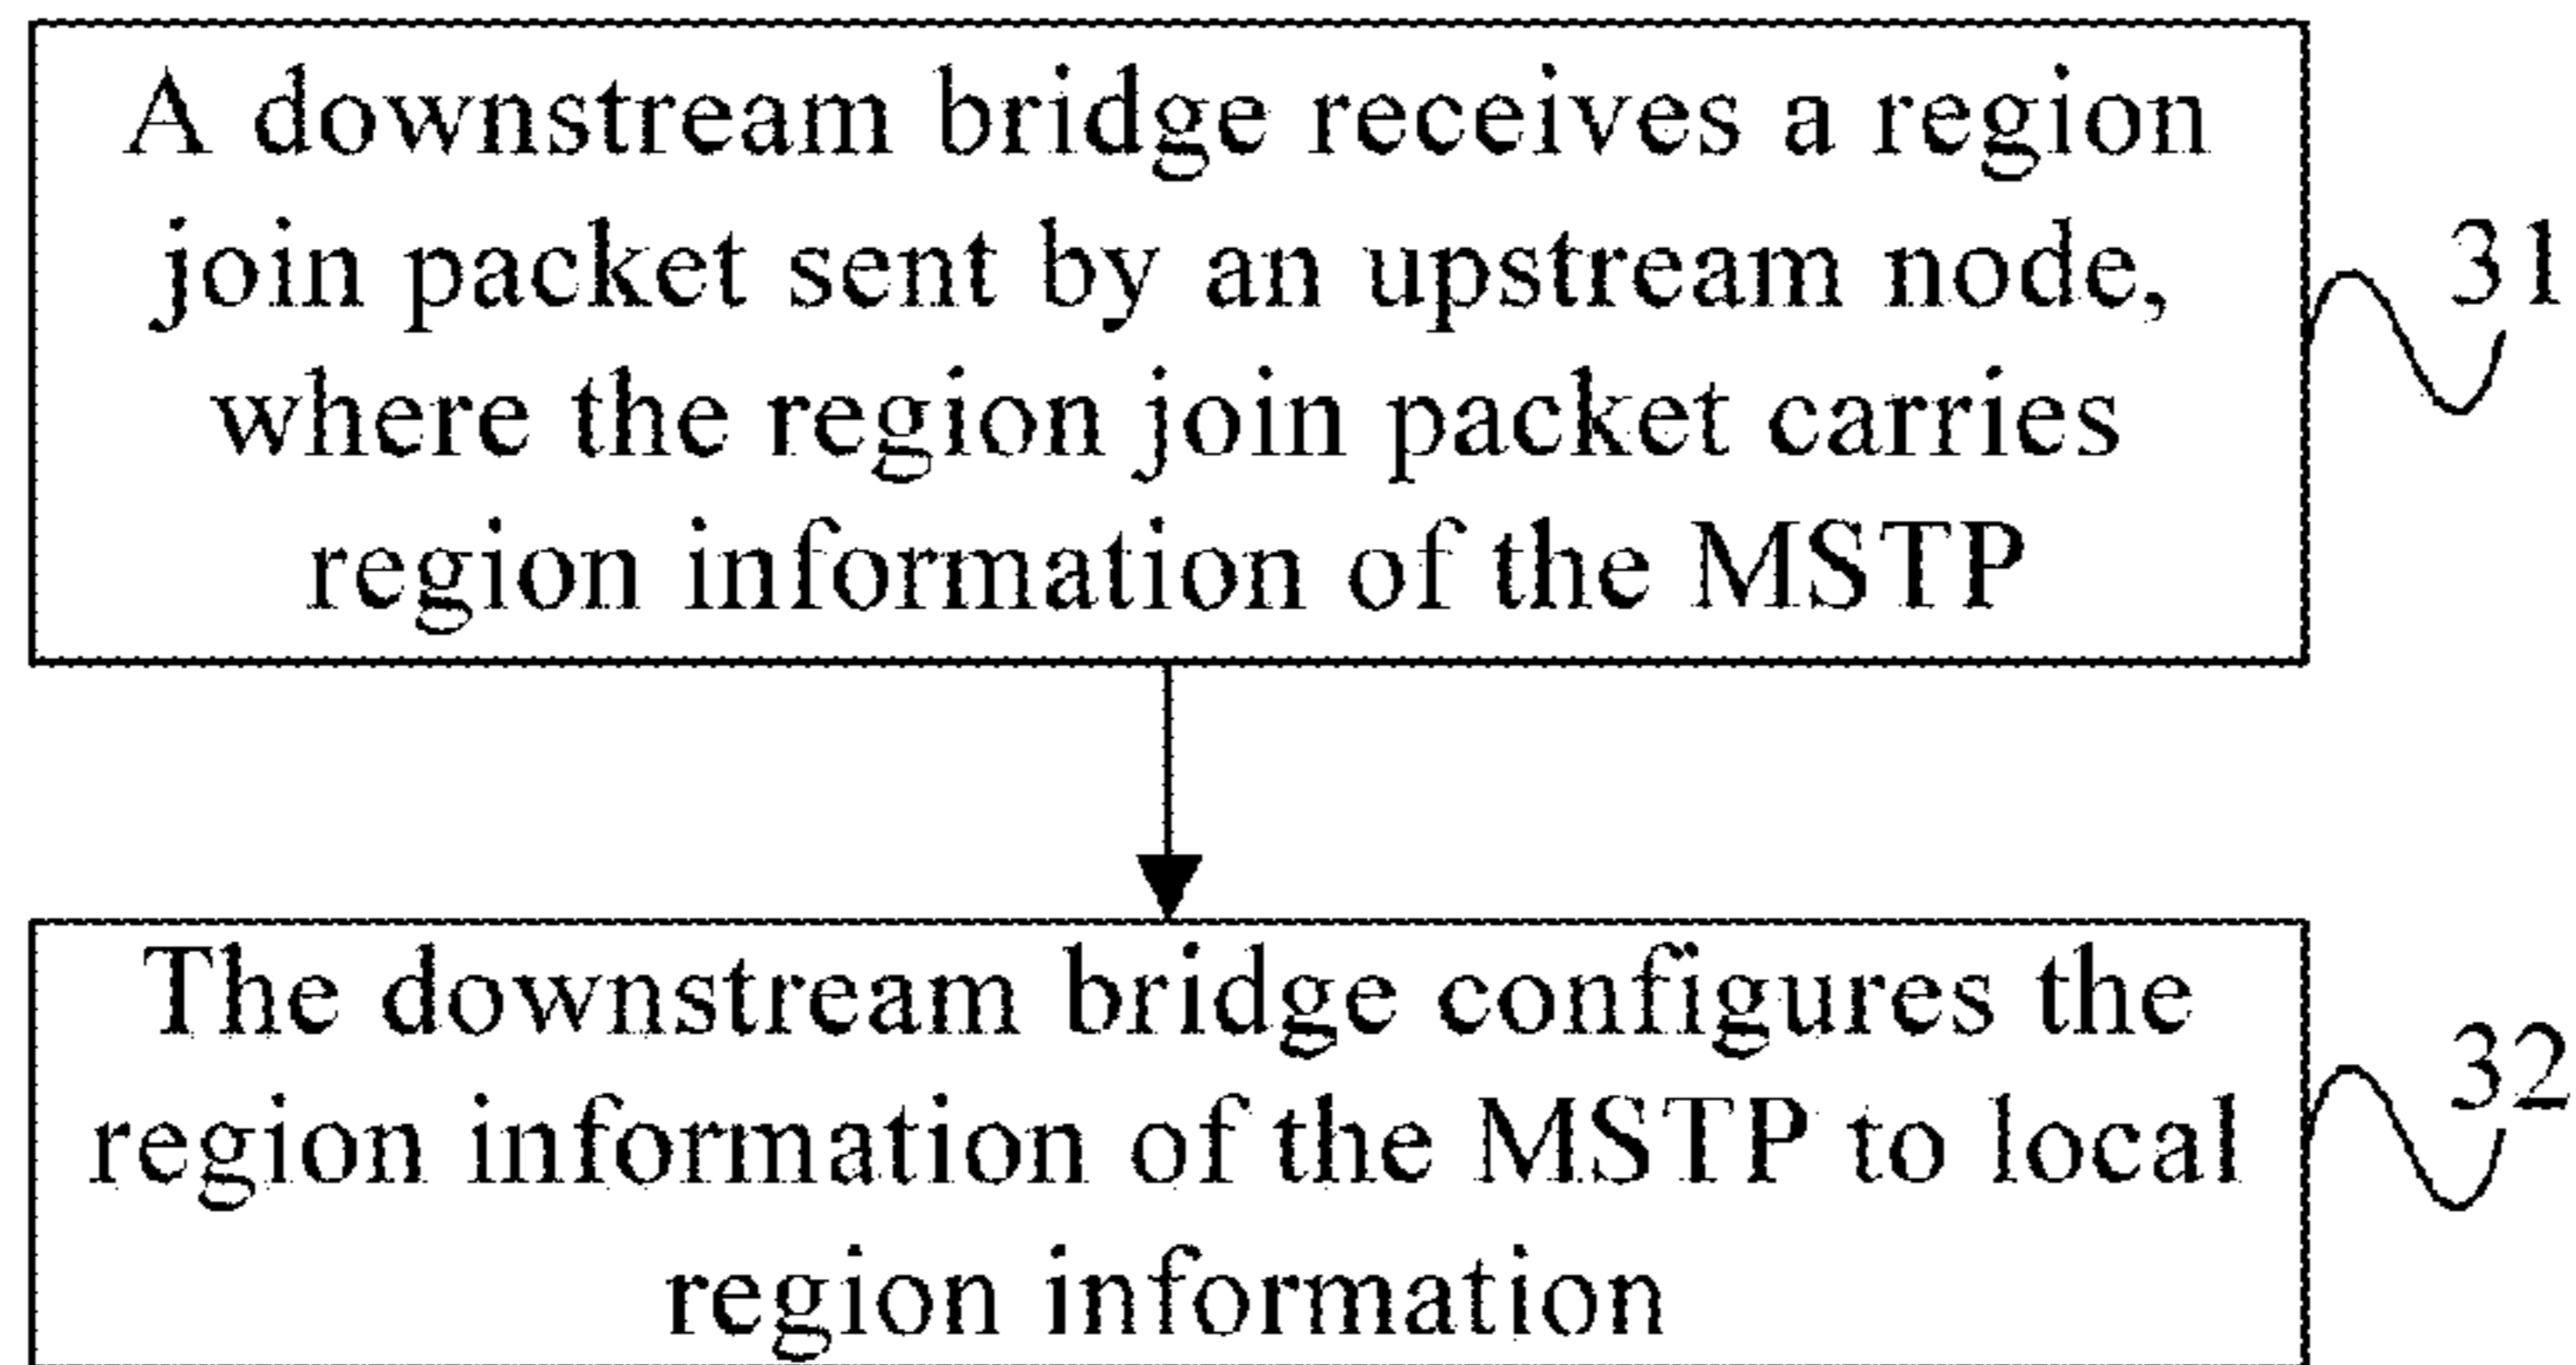 A downstream bridge receives a region
join packet sent by an upstream node,
where the region join packet carries
region information of the MSTP
31
The downstream bridge configures the
region information of the MSTP to local
region information
32